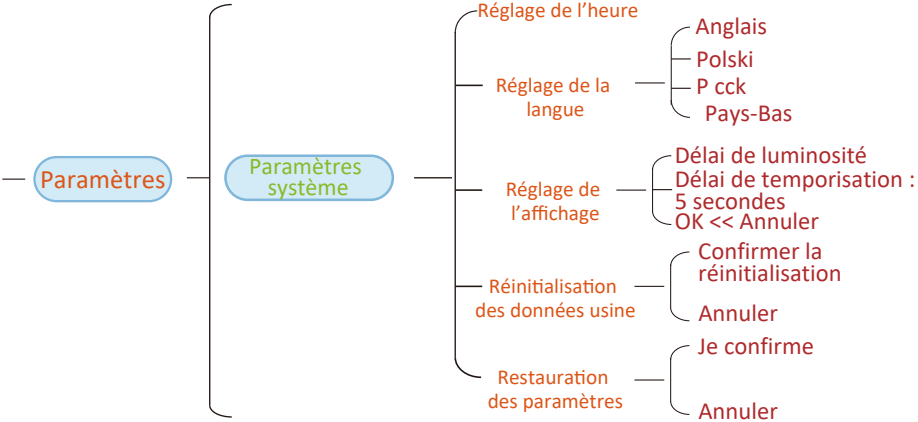 Paramètres
Paramètres
système
Réglage de l’heure
Réglage de la
langue
Anglais
Polski
P cck
Pays-Bas
Réglage de
l’affichage
Délai de luminosité
Délai de temporisation :
5 secondes
OK << Annuler
Réinitialisation
des données usine
Confirmer la
réinitialisation
Annuler
Restauration
des paramètres
Je confirme
Annuler